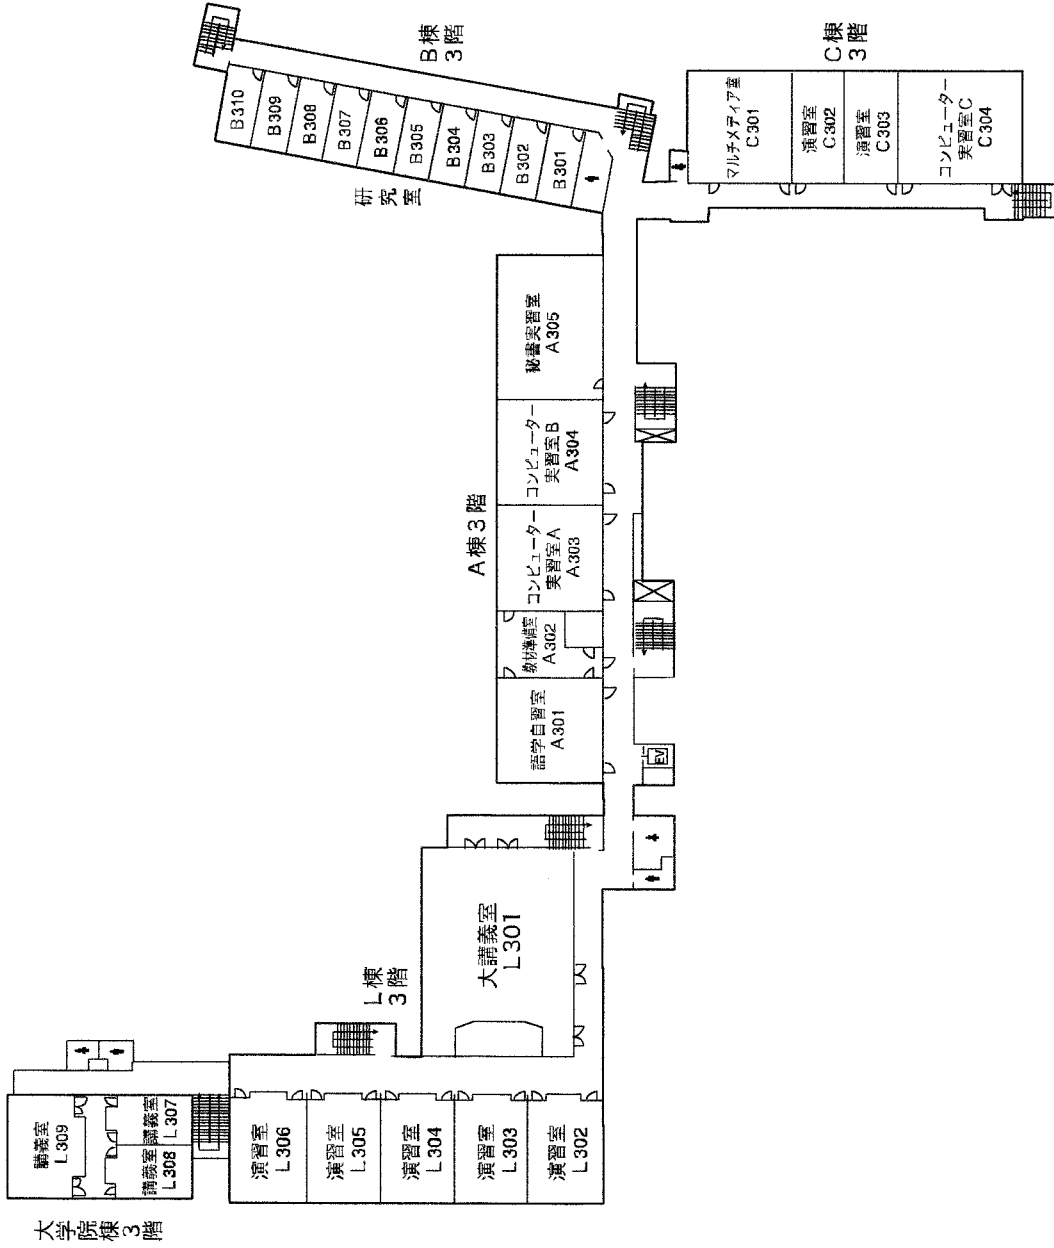 B棟
3階
B310
B309
B308
B307
B306
B305
B304
B303
B302
B301
研究室
C棟
3階
マルチメディア室
C301
演習室
C302
演習室
C303
コンピューター
実習室C
C304
A棟3階
秘書実習室
A305
コンピューター
実習室B
A304
コンピューター
実習室A
A303
教材準備室
A302
語学自習室
A301
EV
L棟
3階
大講義室
L301
演習室
L306
演習室
L305
演習室
L304
演習室
L303
演習室
L302
講義室
L309
講義室
L308
講義室
L307
大学院棟3階